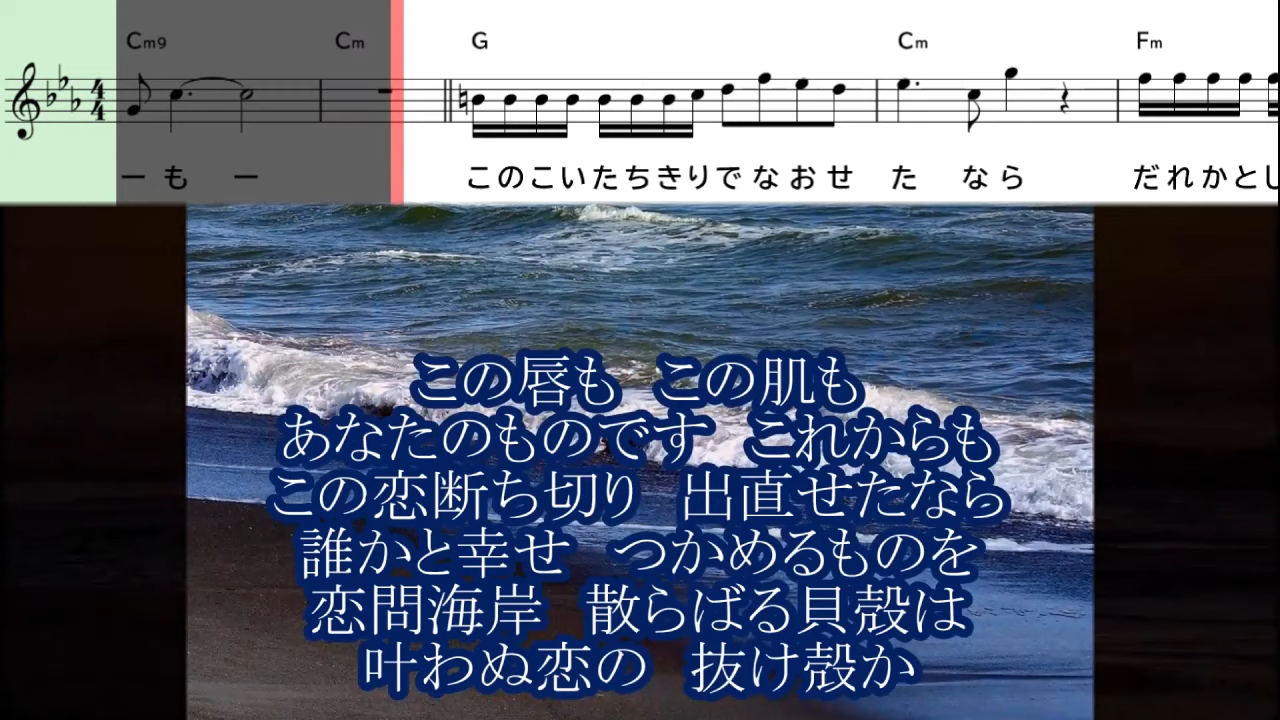 Cm9 Cm G Cm Fm
4
4
ーもー このこいたちきりでなおせ たなら だれかとし
この唇も　この肌も
あなたのものです　これからも
この恋断ち切り　出直せたなら
誰かと幸せ　つかめるものを
恋問海岸　散らばる貝殻は
叶わぬ恋の　抜け殻か